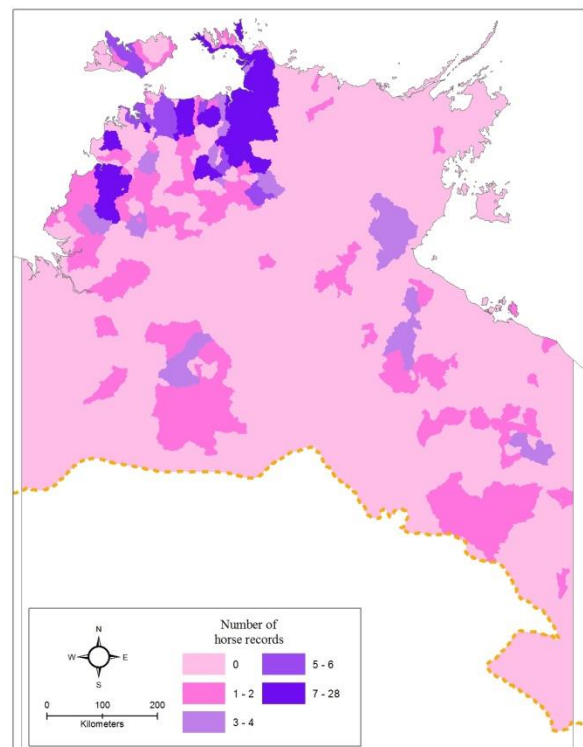 Number of
horse records
N
W E
S
0 100 200
Kilometers
0 5 - 6
1 - 2 7 - 28
3 - 4